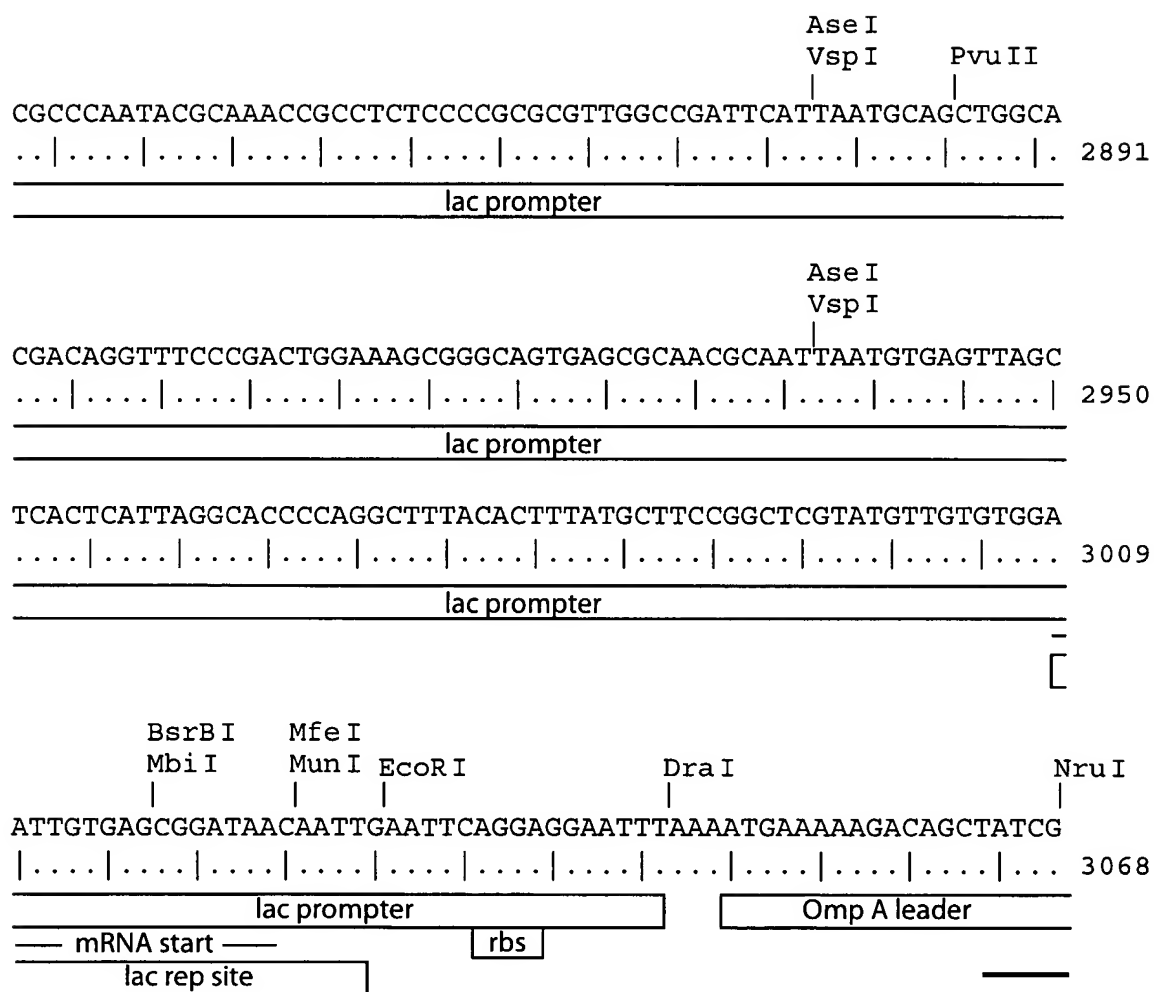 Ase I
Vsp I Pvu II
CGCCCAATACGCAAACCGCCTCTCCCCGCGCGTTGGCCGATTCATTAATGCAGCTGGCA
2891
lac prompter
Ase I
Vsp I
CGACAGGTTTCCCGACTGGAAAGCGGGCAGTGAGCGCAACGCAATTAATGTGAGTTAGC
2950
lac prompter
TCACTCATTAGGCACCCCAGGCTTTACACTTTATGCTTCCGGCTCGTATGTTGTGTGGA
3009
lac prompter
BsrB I Mfe I
Mbi I Mun I EcoR I Dra I Nru I
ATTGTGAGCGGATAACAATTGAATTCAGGAGGAATTTAAAATGAAAAAGACAGCTATCG
3068
lac prompter Omp A leader
mRNA start rbs
lac rep site